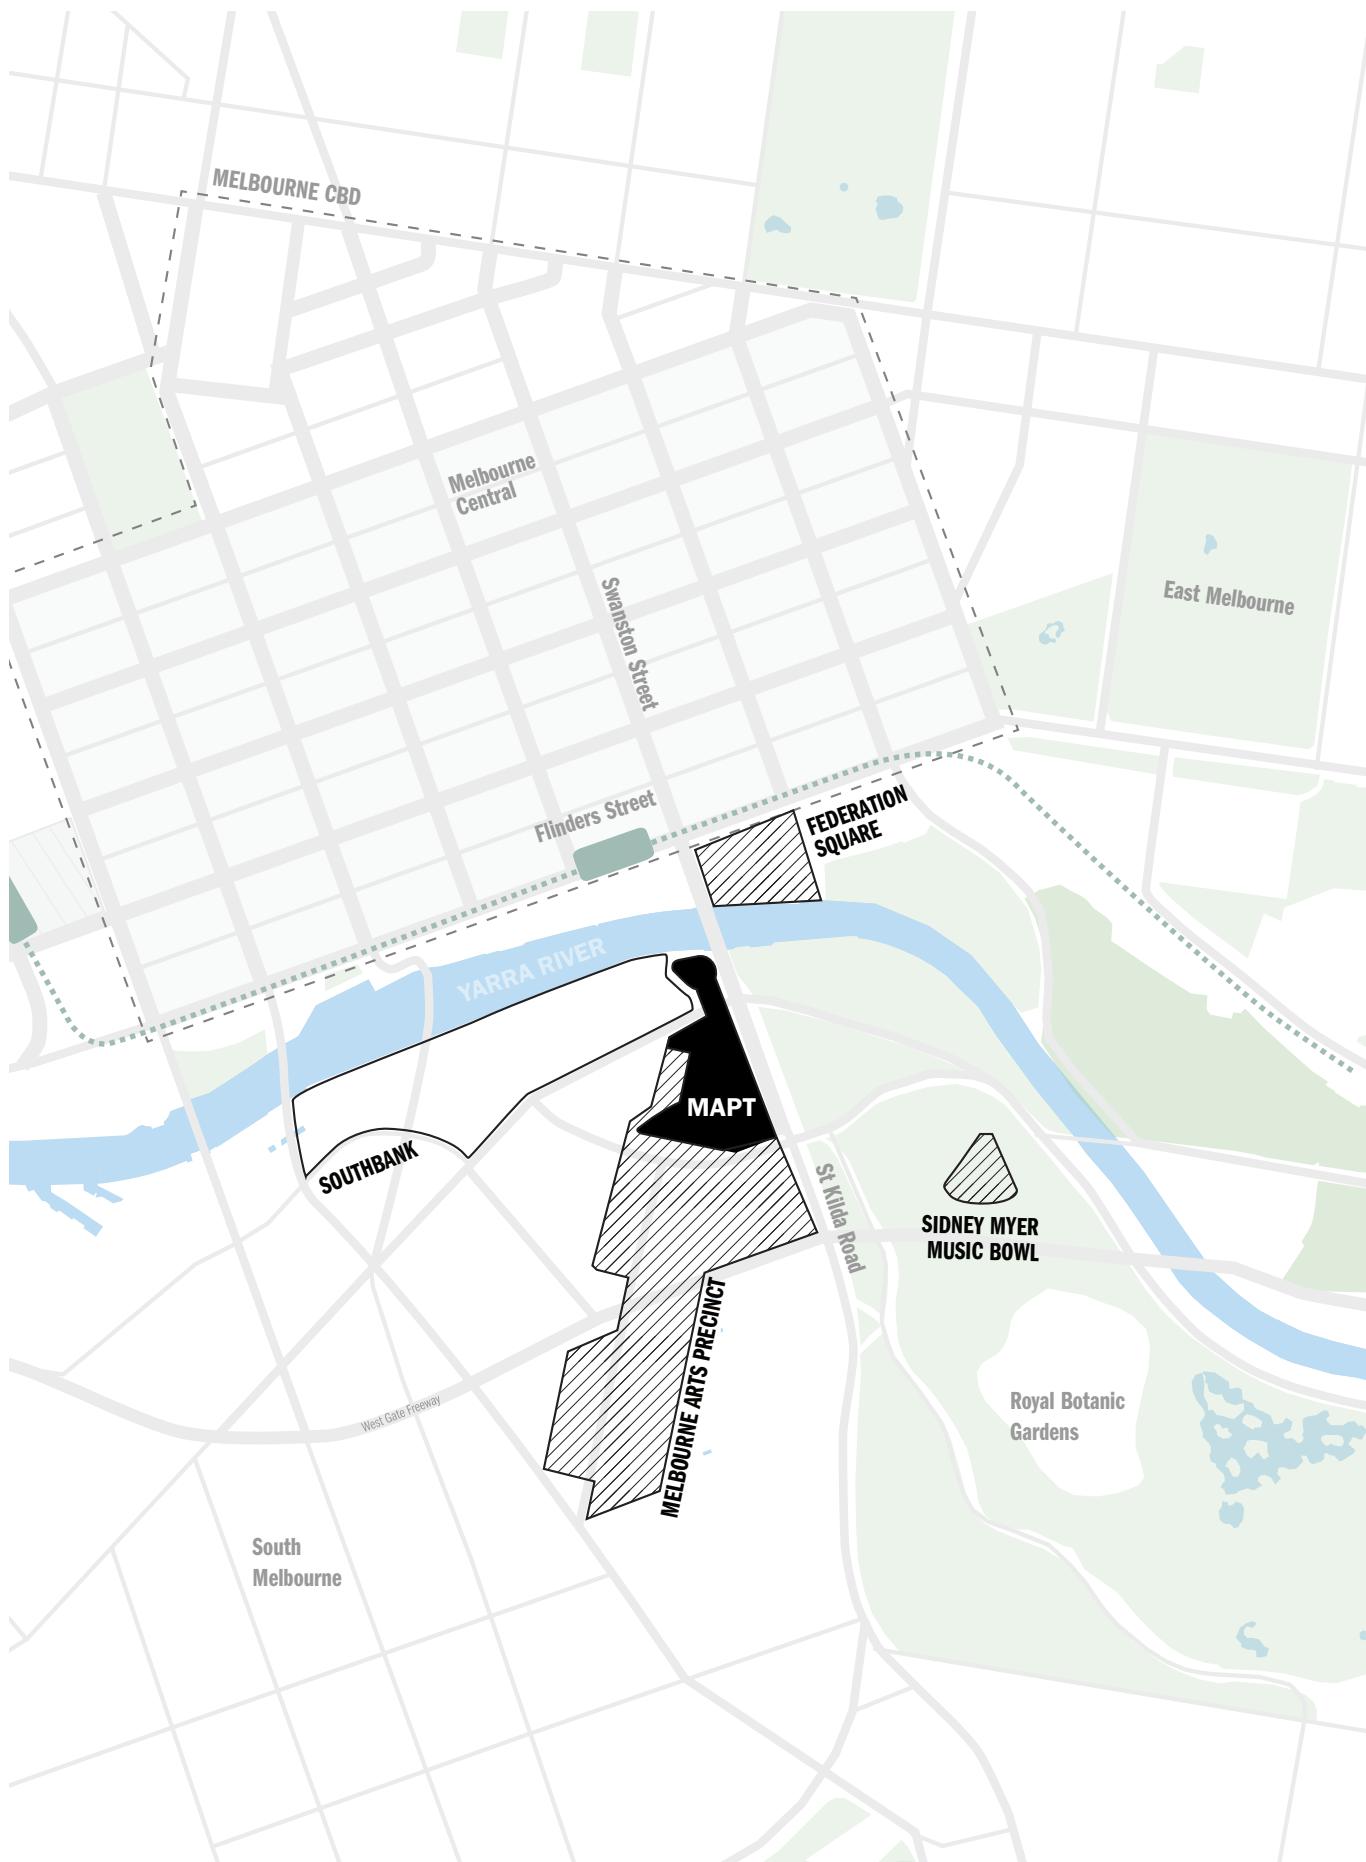 MELBOURNE CBD
Melbourne
Central
Swanston Street
East Melbourne
Flinders Street
FEDERATION
SQUARE
YARRA RIVER
MAPT
SOUTHBANK
St Kilda Road
SIDNEY MYER
MUSIC BOWL
MELBOURNE ARTS PRECINCT
West Gate Freeway
Royal Botanic
Gardens
South
Melbourne